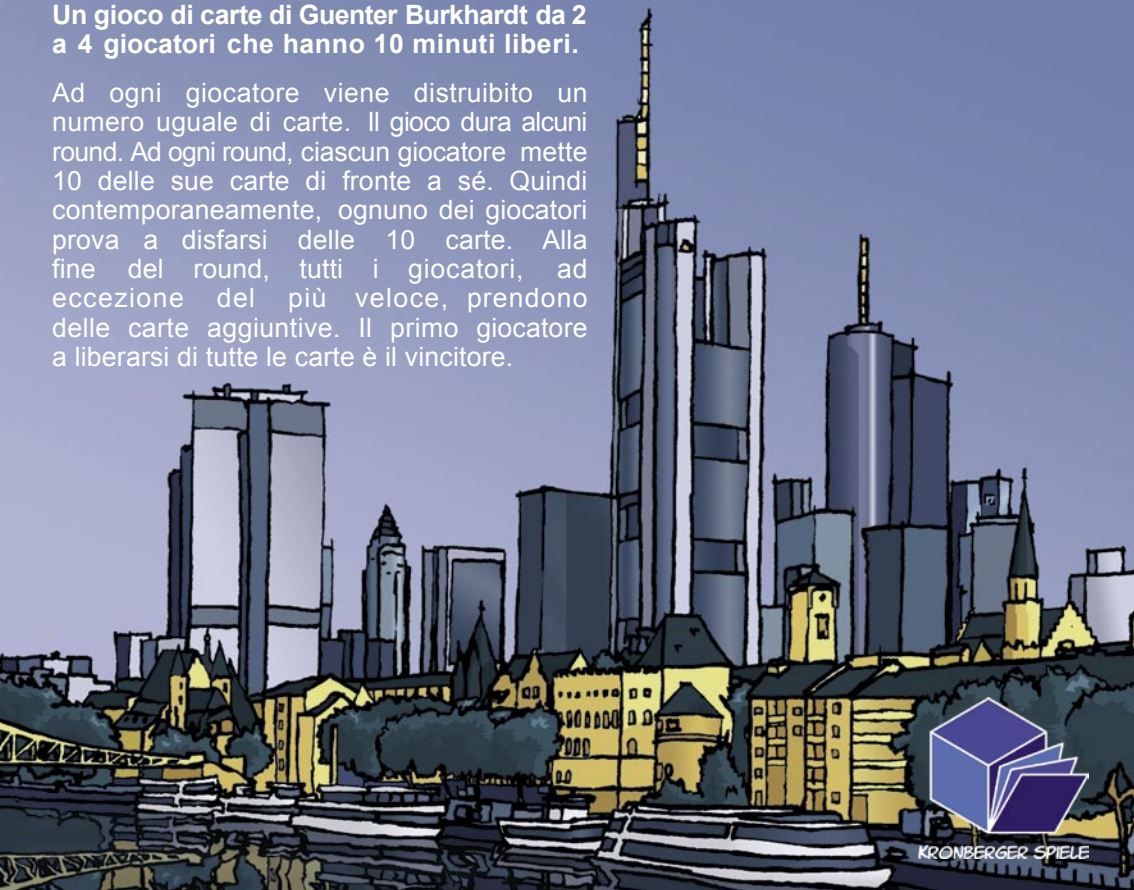 Un gioco di carte di Guenter Burkhardt da 2
a 4 giocatori che hanno 10 minuti liberi.
Ad ogni giocatore viene distruibito un
numero uguale di carte. Il gioco dura alcuni
round. Ad ogni round, ciascun giocatore mette
10 delle sue carte di fronte a sé. Quindi
contemporaneamente, ognuno dei giocatori
prova a disfarsi delle 10 carte. Alla
fine del round, tutti i giocatori, ad
eccezione del più veloce, prendono
delle carte aggiuntive. Il primo giocatore
a liberarsi di tutte le carte è il vincitore.
KRONBERGER SPIELE